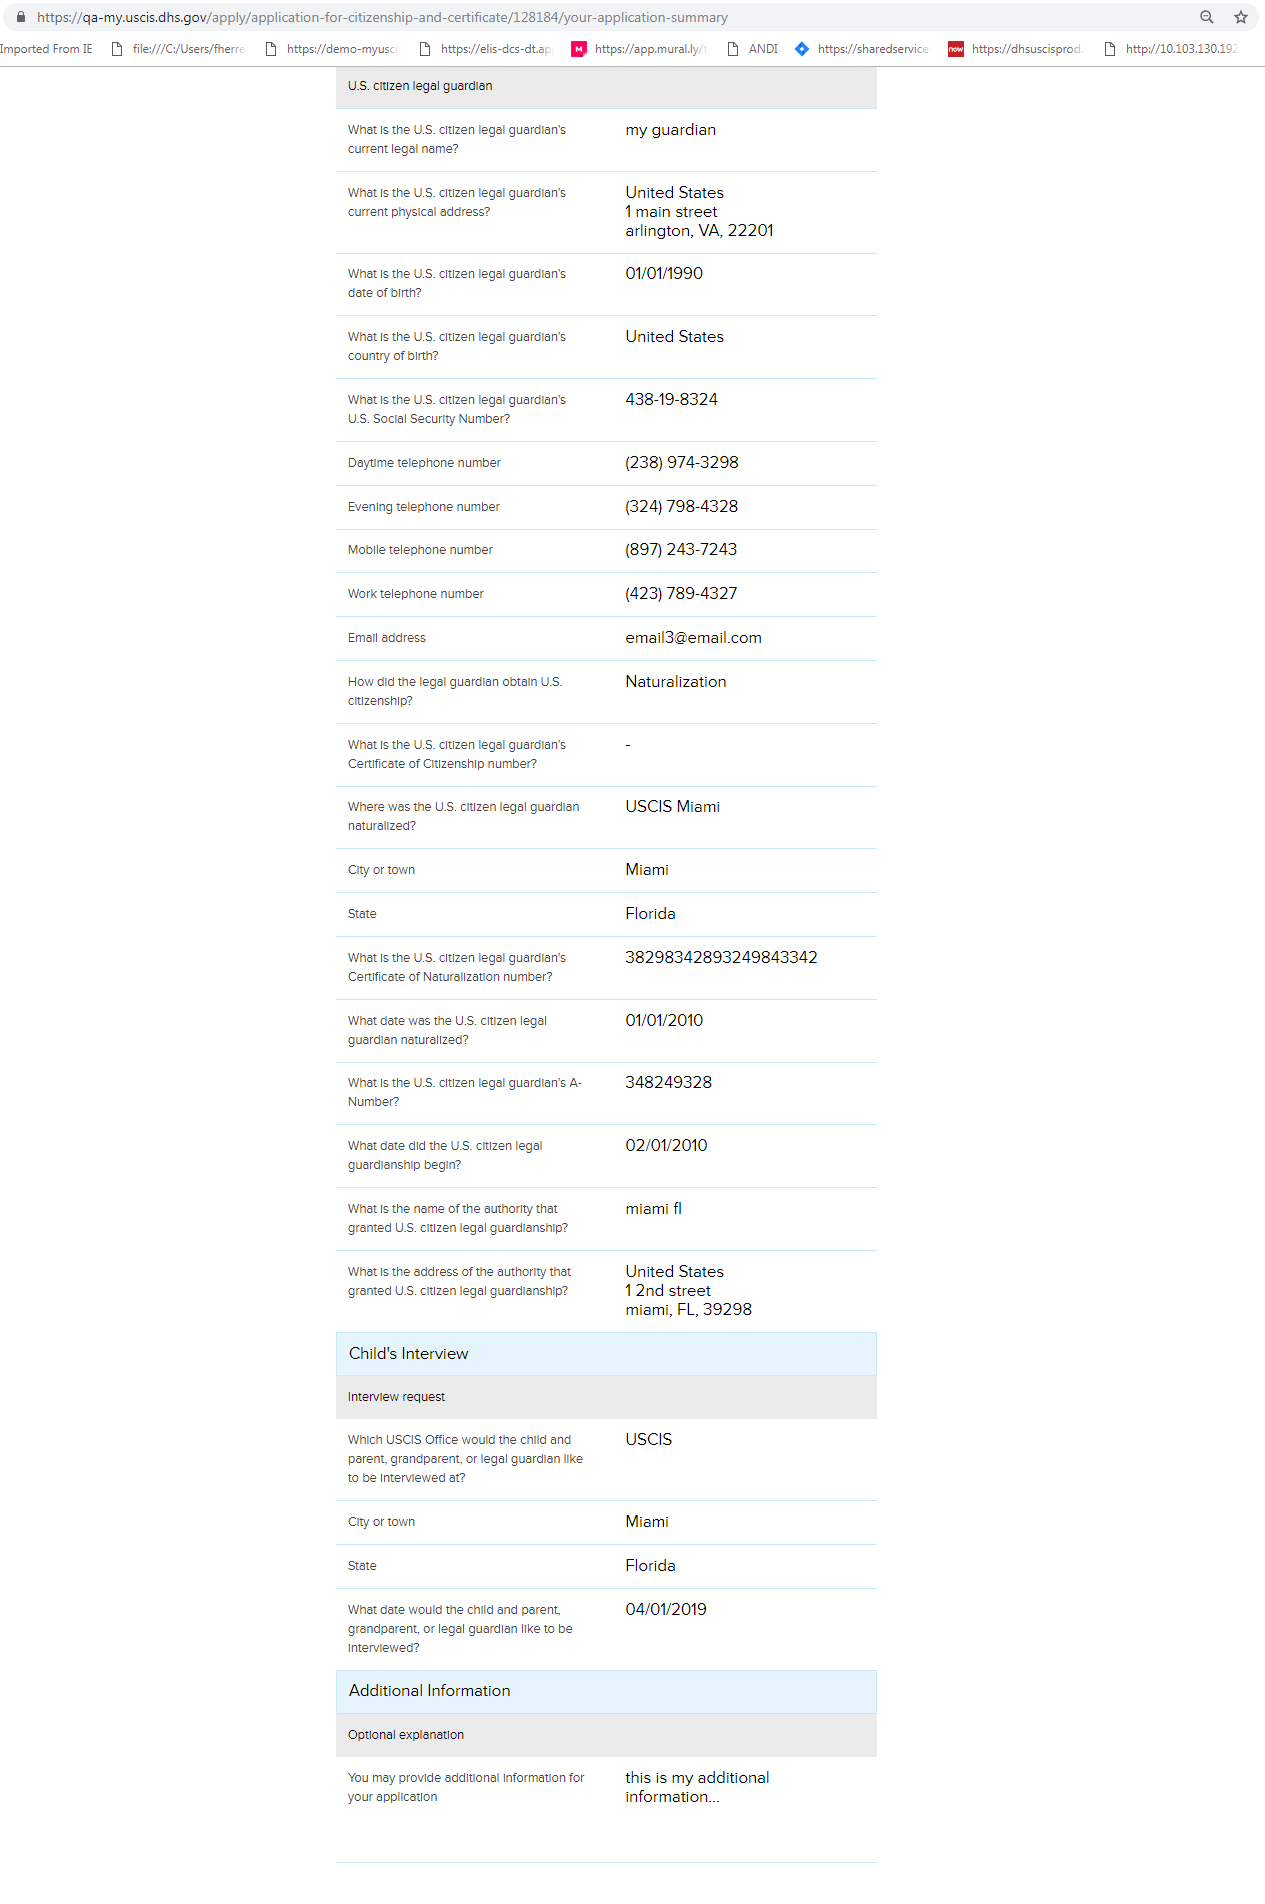 https://qa-my.uscis.dhs.gov/apply/application-for-citizenship-and-certificate/128184/your-application-summary
Imported From IE file:///C:/Users/fherre https://demo-myusci https://elis-dcs-dt.ap https://app.mural.ly/t ANDI https://sharedservice https://dhsuscisprod. http://10.103.130.192
U.S. citizen legal guardian
What is the U.S. citizen legal guardian's my guardian
current legal name?
What is the U.S. citizen legal guardian's United States
current physical address? 1 main street
arlington, VA, 22201
What is the U.S. citizen legal guardian's 01/01/1990
date of birth?
What is the U.S. citizen legal guardian's United States
country of birth?
What is the U.S. citizen legal guardian's 438-19-8324
U.S. Social Security Number?
Daytime telephone number (238) 974-3298
Evening telephone number (324) 798-4328
Mobile telephone number (897) 243-7243
Work telephone number (423) 789-4327
Email address email3@email.com
How did the legal guardian obtain U.S. Naturalization
citizenship?
What is the U.S. citizen legal guardian's -
Certificate of Citizenship number?
Where was the U.S. citizen legal guardian USCIS Miami
naturalized?
City or town Miami
State Florida
What is the U.S. citizen legal guardian's 38298342893249843342
Certificate of Naturalization number?
What date was the U.S. citizen legal 01/01/2010
guardian naturalized?
What is the U.S. citizen legal guardian's A- 348249328
Number?
What date did the U.S. citizen legal 02/01/2010
guardianship begin?
What is the name of the authority that miami fl
granted U.S. citizen legal guardianship?
What is the address of the authority that United States
granted U.S. citizen legal guardianship? 1 2nd street
miami, FL, 39298
Child's Interview
Interview request
Which USCIS Office would the child and USCIS
parent, grandparent, or legal guardian like
to be interviewed at?
City or town Miami
State Florida
What date would the child and parent, 04/01/2019
grandparent, or legal guardian like to be
interviewed?
Additional Information
Optional explanation
You may provide additional information for this is my additional
your application information...